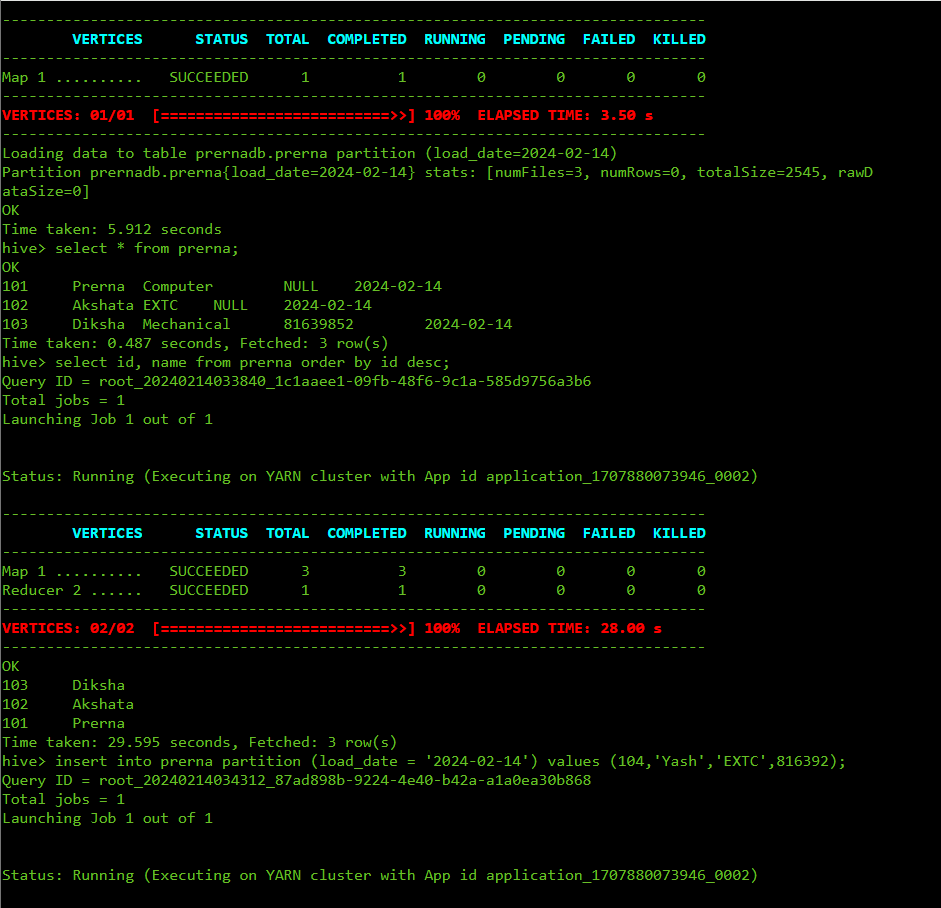 --------------------------------------------------------------------------------
        VERTICES      STATUS  TOTAL  COMPLETED  RUNNING  PENDING  FAILED  KILLED
--------------------------------------------------------------------------------
Map 1 ..........   SUCCEEDED      1          1        0        0       0       0
--------------------------------------------------------------------------------
VERTICES: 01/01  [==========================>>] 100%  ELAPSED TIME: 3.50 s
--------------------------------------------------------------------------------
Loading data to table prernadb.prerna partition (load_date=2024-02-14)
Partition prernadb.prerna{load_date=2024-02-14} stats: [numFiles=3, numRows=0, totalSize=2545, rawD
ataSize=0]
OK
Time taken: 5.912 seconds
hive> select * from prerna;
OK
101     Prerna  Computer        NULL    2024-02-14
102     Akshata EXTC    NULL    2024-02-14
103     Diksha  Mechanical      81639852        2024-02-14
Time taken: 0.487 seconds, Fetched: 3 row(s)
hive> select id, name from prerna order by id desc;
Query ID = root_20240214033840_1c1aaee1-09fb-48f6-9c1a-585d9756a3b6
Total jobs = 1
Launching Job 1 out of 1
Status: Running (Executing on YARN cluster with App id application_1707880073946_0002)
--------------------------------------------------------------------------------
        VERTICES      STATUS  TOTAL  COMPLETED  RUNNING  PENDING  FAILED  KILLED
--------------------------------------------------------------------------------
Map 1 ..........   SUCCEEDED      3          3        0        0       0       0
Reducer 2 ......   SUCCEEDED      1          1        0        0       0       0
--------------------------------------------------------------------------------
VERTICES: 02/02  [==========================>>] 100%  ELAPSED TIME: 28.00 s
--------------------------------------------------------------------------------
OK
103     Diksha
102     Akshata
101     Prerna
Time taken: 29.595 seconds, Fetched: 3 row(s)
hive> insert into prerna partition (load_date = '2024-02-14') values (104,'Yash','EXTC',816392);
Query ID = root_20240214034312_87ad898b-9224-4e40-b42a-a1a0ea30b868
Total jobs = 1
Launching Job 1 out of 1
Status: Running (Executing on YARN cluster with App id application_1707880073946_0002)